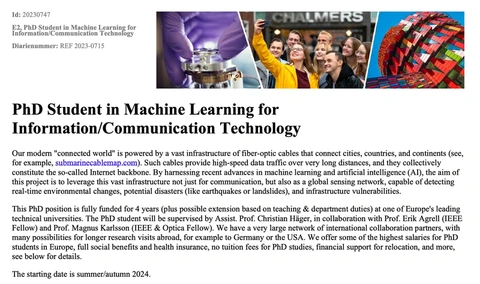 Id: 20230747
E2, PhD Student in Machine Learning for
Information/Communication Technology
Diarienummer: REF 2023-0715
CHALMERS
PhD Student in Machine Learning for
Information/Communication Technology
Our modern "connected world" is powered by a vast infrastructure of fiber-optic cables that connect cities, countries, and continents (see,
for example, submarinecablemap.com). Such cables provide high-speed data traffic over very long distances, and they collectively
constitute the so-called Internet backbone. By harnessing recent advances in machine learning and artificial intelligence (AI), the aim of
this project is to leverage this vast infrastructure not just for communication, but also as a global sensing network, capable of detecting
real-time environmental changes, potential disasters (like earthquakes or landslides), and infrastructure vulnerabilities.
This PhD position is fully funded for 4 years (plus possible extension based on teaching & department duties) at one of Europe's leading
technical universities. The PhD student will be supervised by Assist. Prof. Christian Häger, in collaboration with Prof. Erik Agrell (IEEE
Fellow) and Prof. Magnus Karlsson (IEEE & Optica Fellow). We have a very large network of international collaboration partners, with
many possibilities for longer research visits abroad, for example to Germany or the USA. We offer some of the highest salaries for PhD
students in Europe, full social benefits and health insurance, no tuition fees for PhD studies, financial support for relocation, and more,
see below for details.
The starting date is summer/autumn 2024.